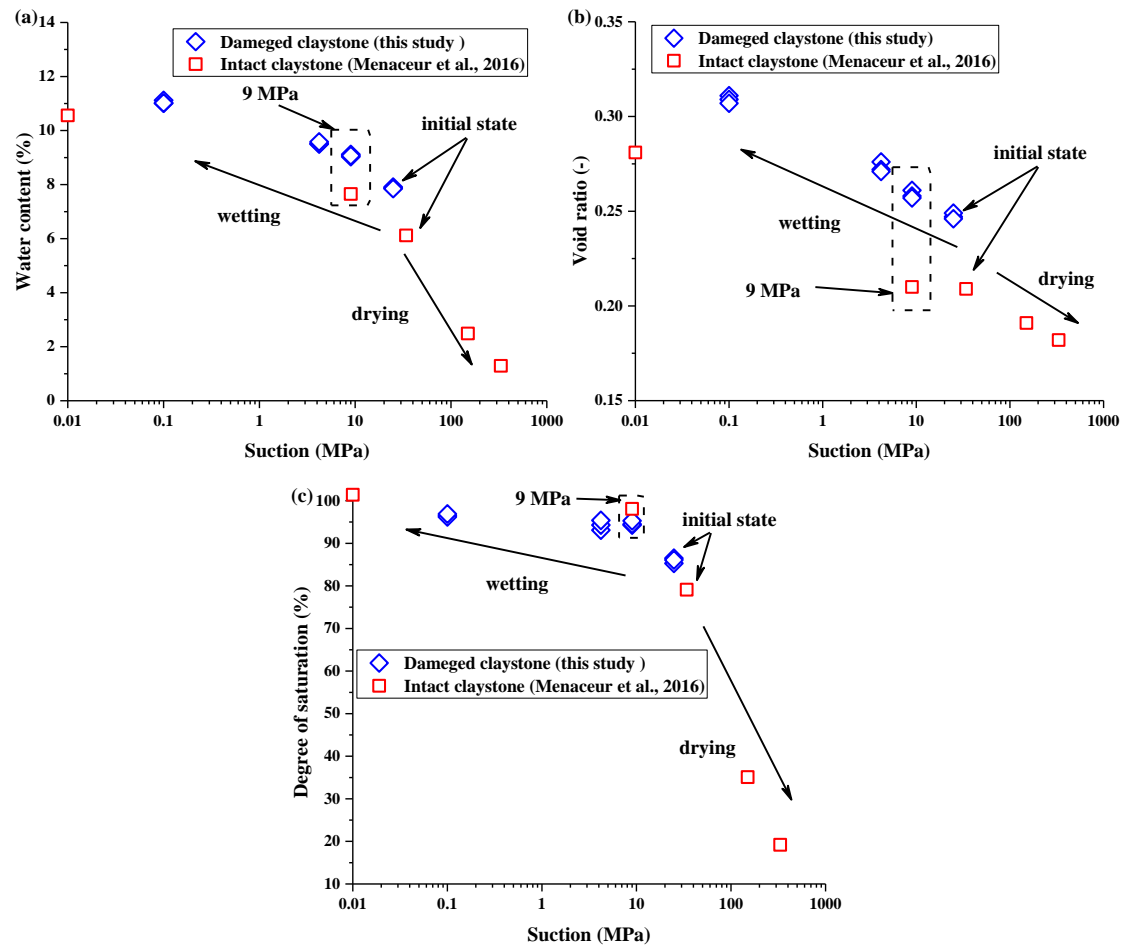 (a)
Water content (%)
14
12
10
8
6
4
2
0
Dameged claystone (this study )
Intact claystone (Menaceur et al., 2016)
9 MPa
initial state
wetting
drying
0.01
0.1
1
10
100
1000
Suction (MPa)
(b)
Void ratio (-)
0.35
0.30
0.25
0.20
0.15
Dameged claystone (this study)
Intact claystone (Menaceur et al., 2016)
initial state
wetting
drying
9 MPa
0.01
0.1
1
10
100
1000
Suction (MPa)
(c)
Degree of saturation (%)
100
90
80
70
60
50
40
30
20
10
9 MPa
initial state
wetting
Dameged claystone (this study )
Intact claystone (Menaceur et al., 2016)
drying
0.01
0.1
1
10
100
1000
Suction (MPa)